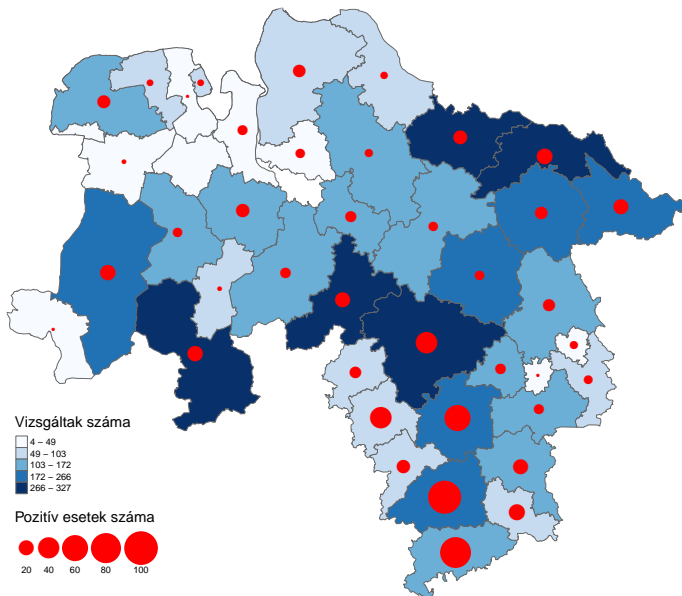 Vizsgáltak száma
4 – 49
49 – 103
103 – 172
172 – 266
266 – 327
Pozitív esetek száma
20 40 60 80 100